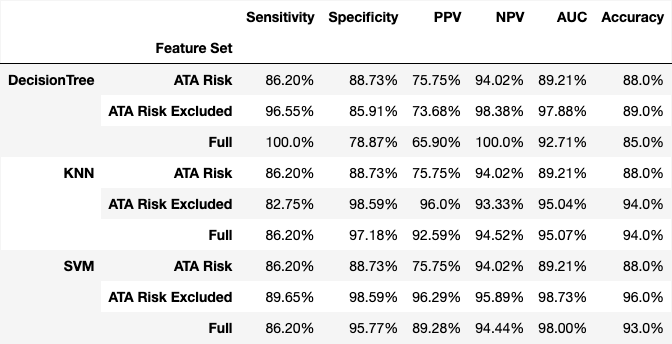 Sensitivity Specificity PPV NPV AUC Accuracy
Feature Set
DecisionTree ATA Risk 86.20% 88.73% 75.75% 94.02% 89.21% 88.0%
ATA Risk Excluded 96.55% 85.91% 73.68% 98.38% 97.88% 89.0%
Full 100.0% 78.87% 65.90% 100.0% 92.71% 85.0%
KNN ATA Risk 86.20% 88.73% 75.75% 94.02% 89.21% 88.0%
ATA Risk Excluded 82.75% 98.59% 96.0% 93.33% 95.04% 94.0%
Full 86.20% 97.18% 92.59% 94.52% 95.07% 94.0%
SVM ATA Risk 86.20% 88.73% 75.75% 94.02% 89.21% 88.0%
ATA Risk Excluded 89.65% 98.59% 96.29% 95.89% 98.73% 96.0%
Full 86.20% 95.77% 89.28% 94.44% 98.00% 93.0%